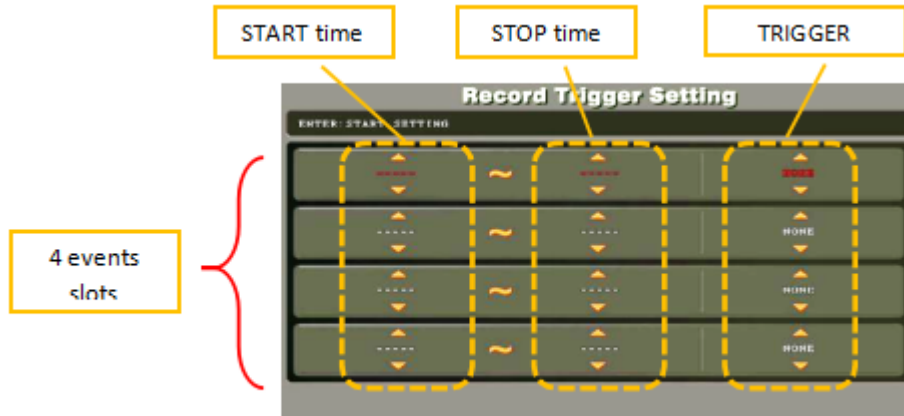 START time
STOP time
TRIGGER
Record Trigger Setting
ENTER:START SETTING
----- ~ -----
----- ~ ----- NONE
----- ~ ----- NONE
----- ~ ----- NONE
4 events
slots